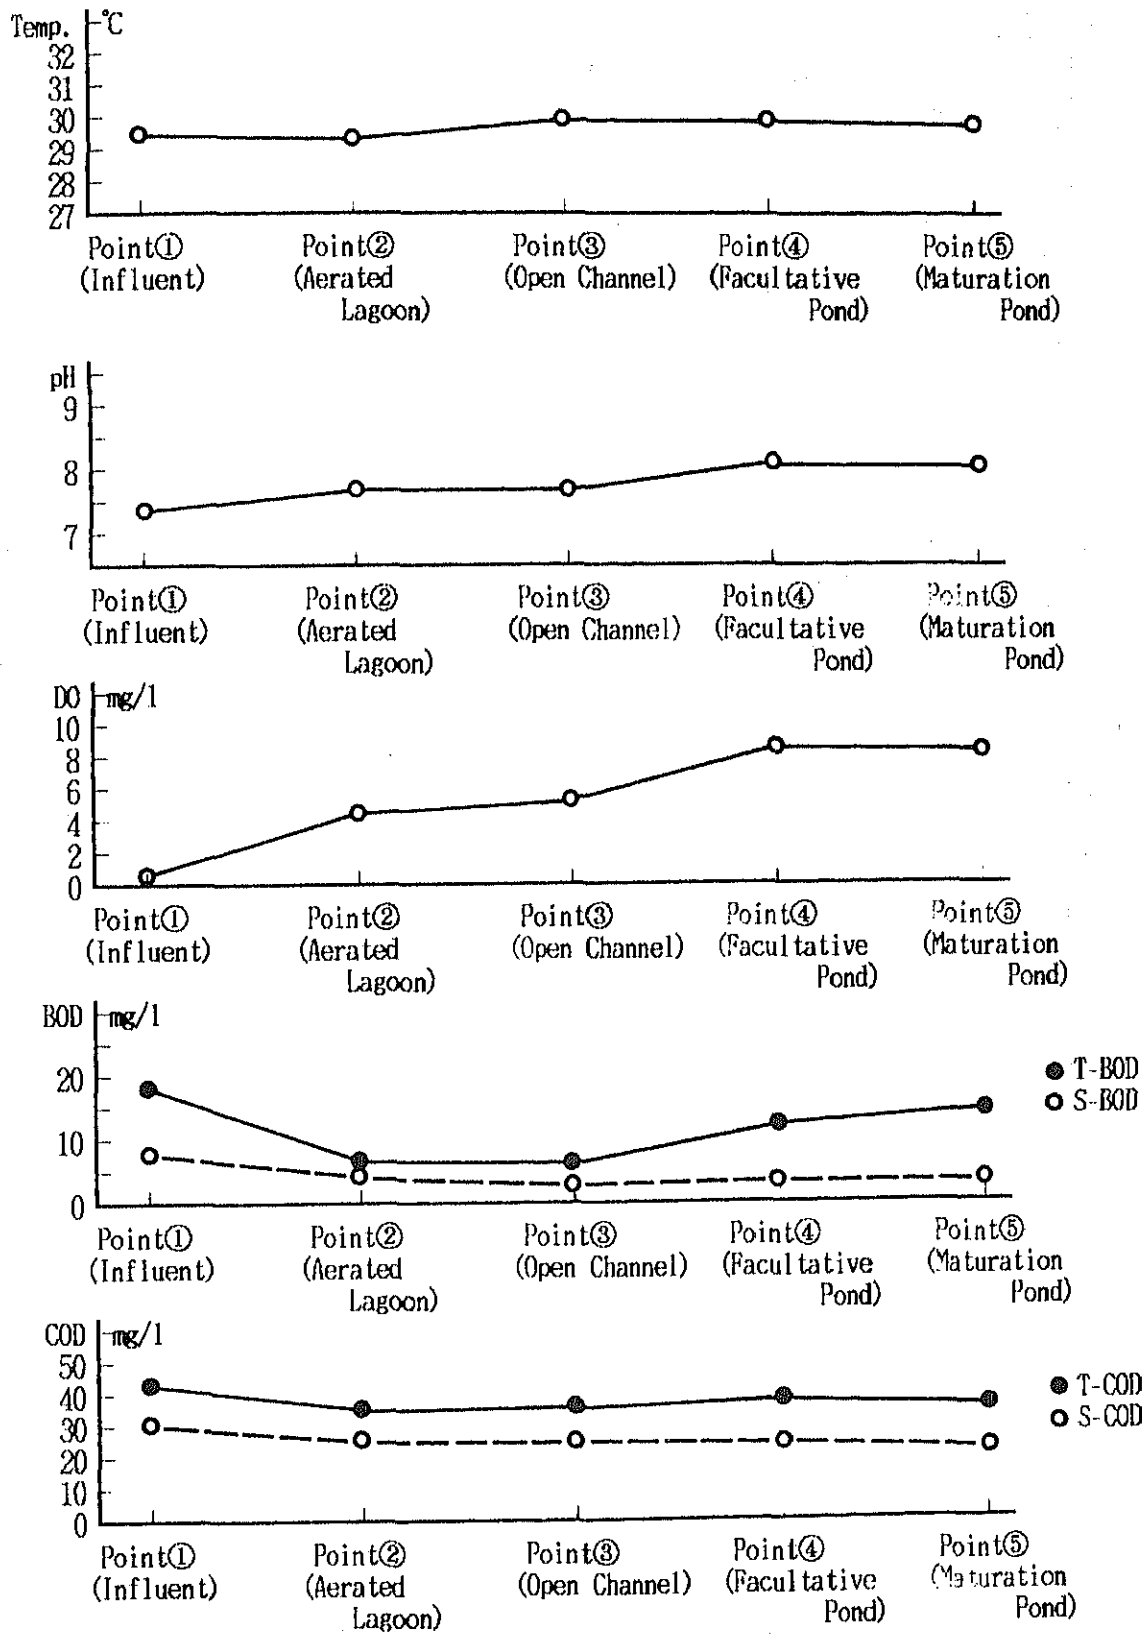 Temp. °C
32
31
30
29
28
27
Point① Point② Point③ Point④ Point⑤
(Influent) (Aerated (Open Channel) (Facultative (Maturation
Lagoon) Pond) Pond)
pH
9
8
7
Point① Point② Point③ Point④ Point⑤
(Influent) (Aerated (Open Channel) (Facultative (Maturation
Lagoon) Pond) Pond)
DO mg/l
10
8
6
4
2
0
Point① Point② Point③ Point④ Point⑤
(Influent) (Aerated (Open Channel) (Facultative (Maturation
Lagoon) Pond) Pond)
BOD mg/l
20
10
0
T-BOD
S-BOD
Point① Point② Point③ Point④ Point⑤
(Influent) (Aerated (Open Channel) (Facultative (Maturation
Lagoon) Pond) Pond)
COD mg/l
50
40
30
20
10
0
T-COD
S-COD
Point① Point② Point③ Point④ Point⑤
(Influent) (Aerated (Open Channel) (Facultative (Maturation
Lagoon) Pond) Pond)